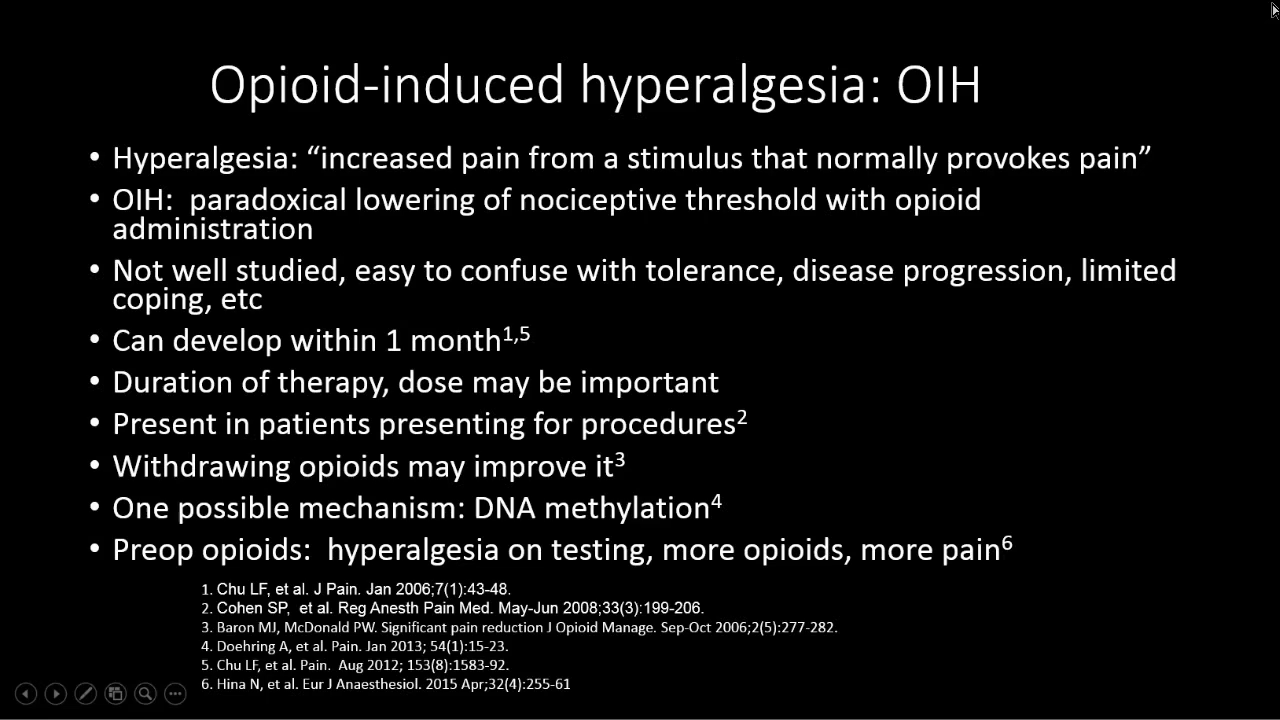 Opioid-induced hyperalgesia: OIH
• Hyperalgesia: “increased pain from a stimulus that normally provokes pain”
• OIH:  paradoxical lowering of nociceptive threshold with opioid
administration
• Not well studied, easy to confuse with tolerance, disease progression, limited
coping, etc
• Can develop within 1 month1,5
• Duration of therapy, dose may be important
• Present in patients presenting for procedures2
• Withdrawing opioids may improve it3
• One possible mechanism: DNA methylation4
• Preop opioids:  hyperalgesia on testing, more opioids, more pain6
1. Chu LF, et al. J Pain. Jan 2006;7(1):43-48.
2. Cohen SP,  et al. Reg Anesth Pain Med. May-Jun 2008;33(3):199-206.
3. Baron MJ, McDonald PW. Significant pain reduction J Opioid Manage. Sep-Oct 2006;2(5):277-282.
4. Doehring A, et al. Pain. Jan 2013; 54(1):15-23.
5. Chu LF, et al. Pain.  Aug 2012; 153(8):1583-92.
6. Hina N, et al. Eur J Anaesthesiol. 2015 Apr;32(4):255-61